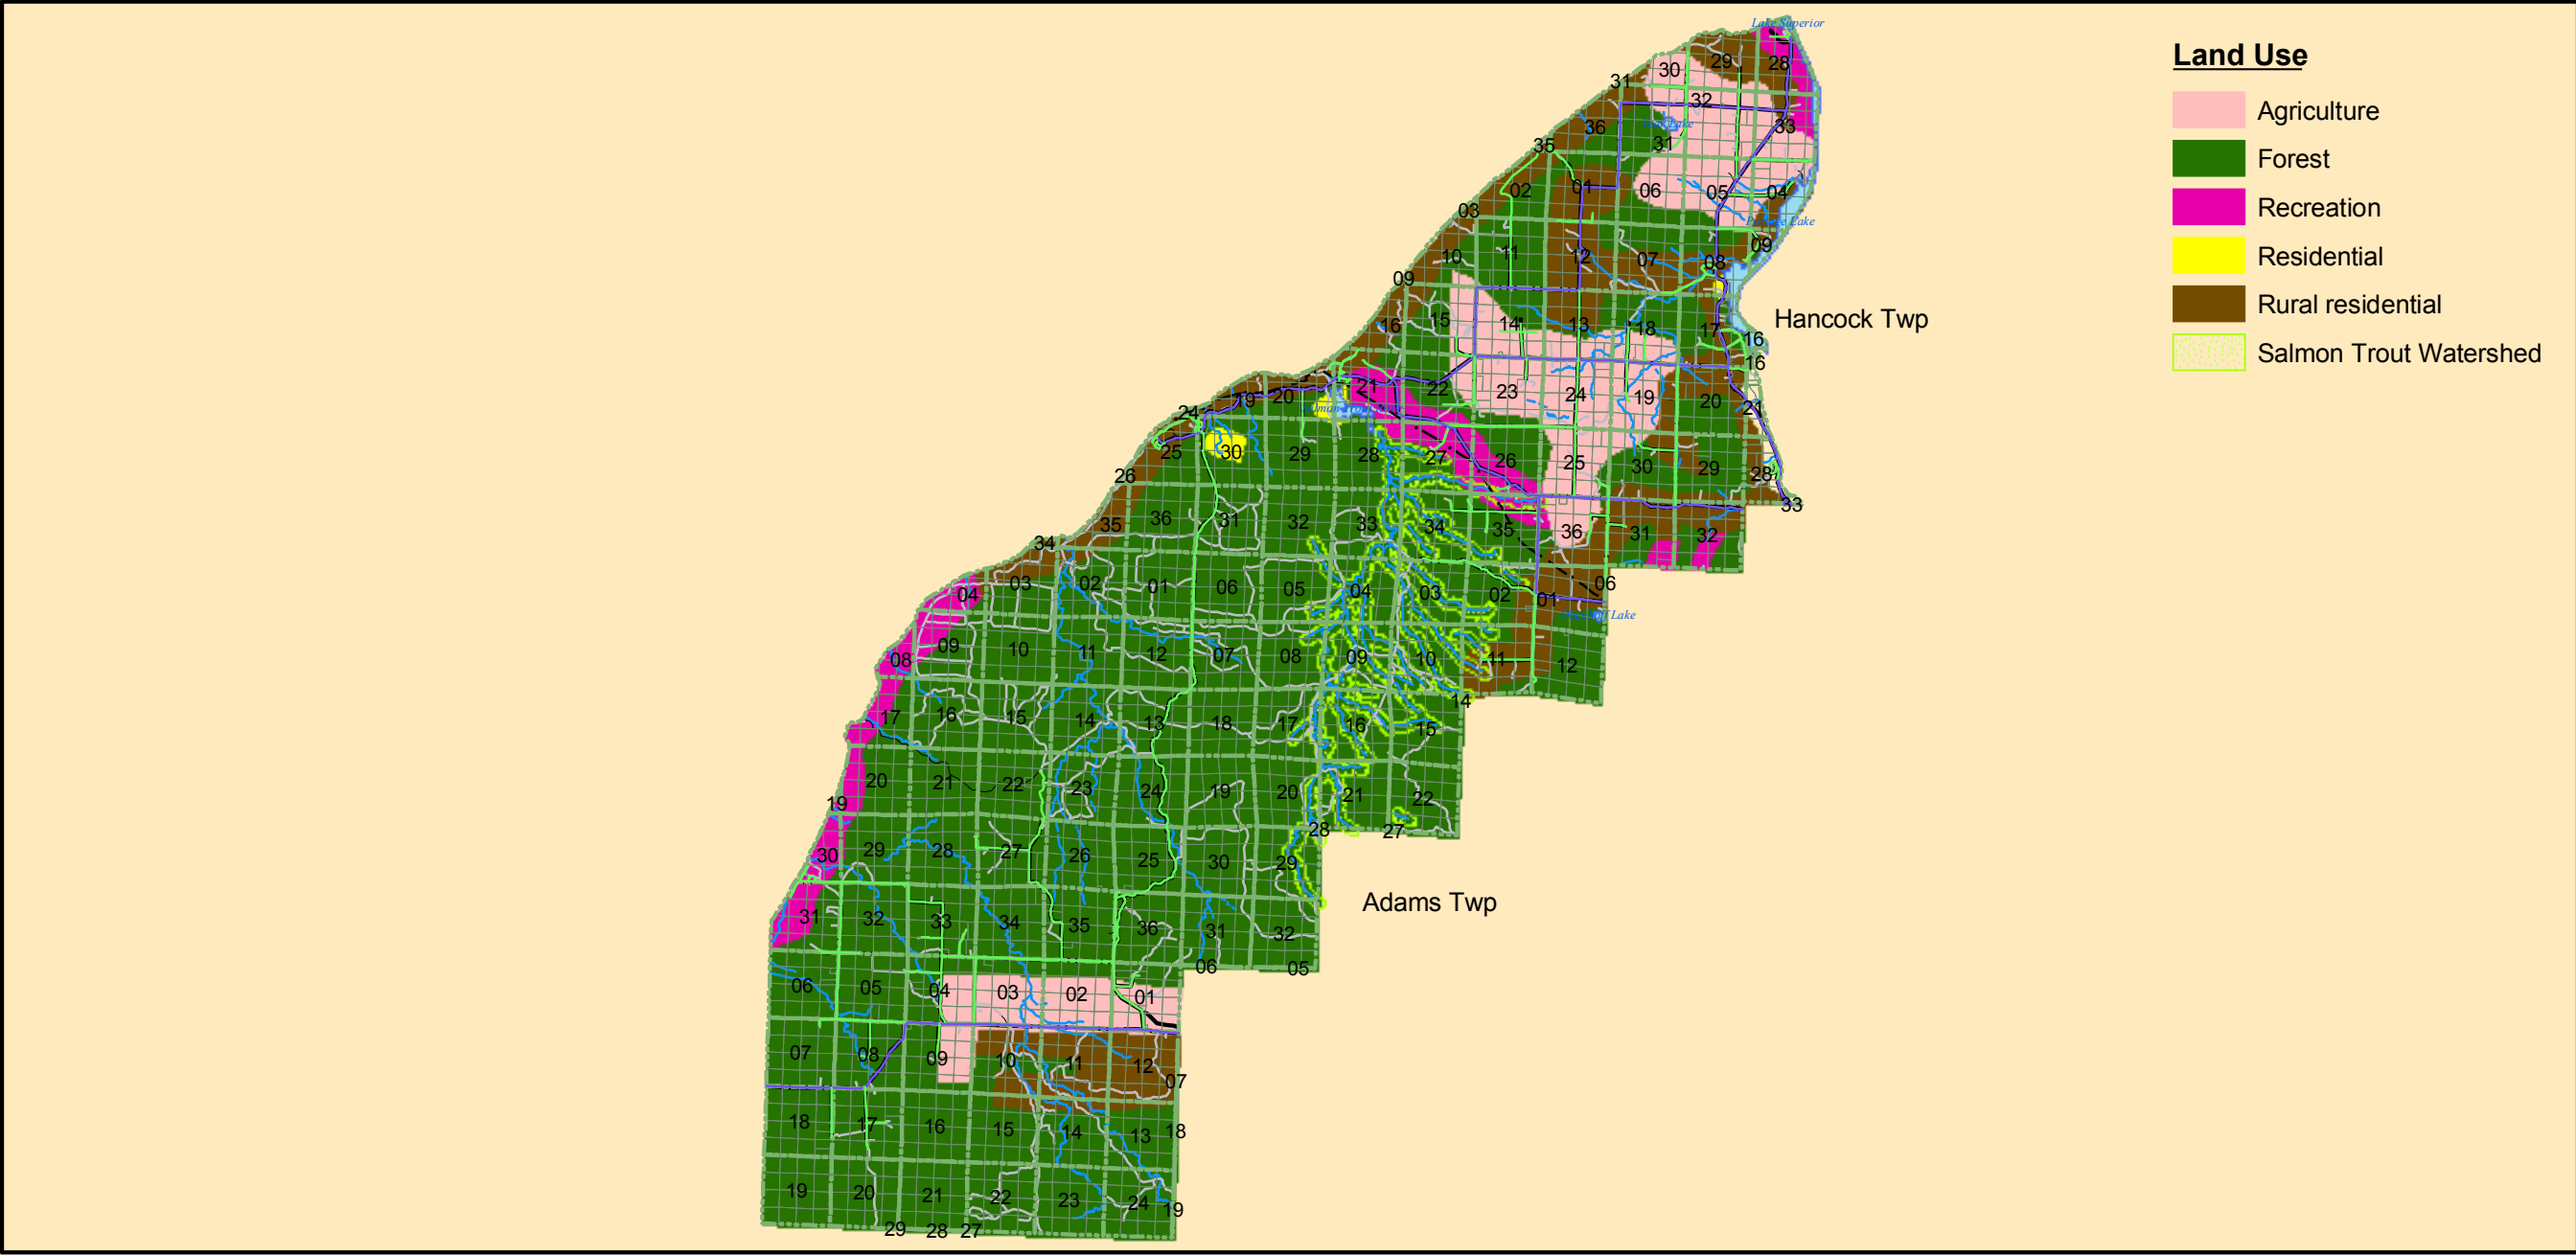 Lake Superior
Land Use
Agriculture
Forest
Recreation
Residential
Rural residential
Salmon Trout Watershed
29 28
30
31 32
36 33
31
35
02 01 06 05 04
03
Lake
09
10 11 12 07 08
09
Hancock Twp
16 15 14 13 18 17 16
16
21 22 23 24 19 20 21
24 19 20
25 30 29 28 27 26 25 30 29 28
26
33
35 36 31 32 33 34 35 36 31 32
34
04 03 02 01 06 05 04 03 02 01 06
Lake
08 09 10 11 12 07 08 09 10 11 12
14
17 16 15 14 13 18 17 16 15
20 21 22 23 24 19 20 21 22
19
28 27
30 29 28 27 26 25 30 29
Adams Twp
31 32 33 34 35 36 31 32
06 05
06 05 04 03 02 01
07 08 09 10 11 12
07
18 17 16 15 14 13 18
19 20 21 22 23 24 19
29 28 27